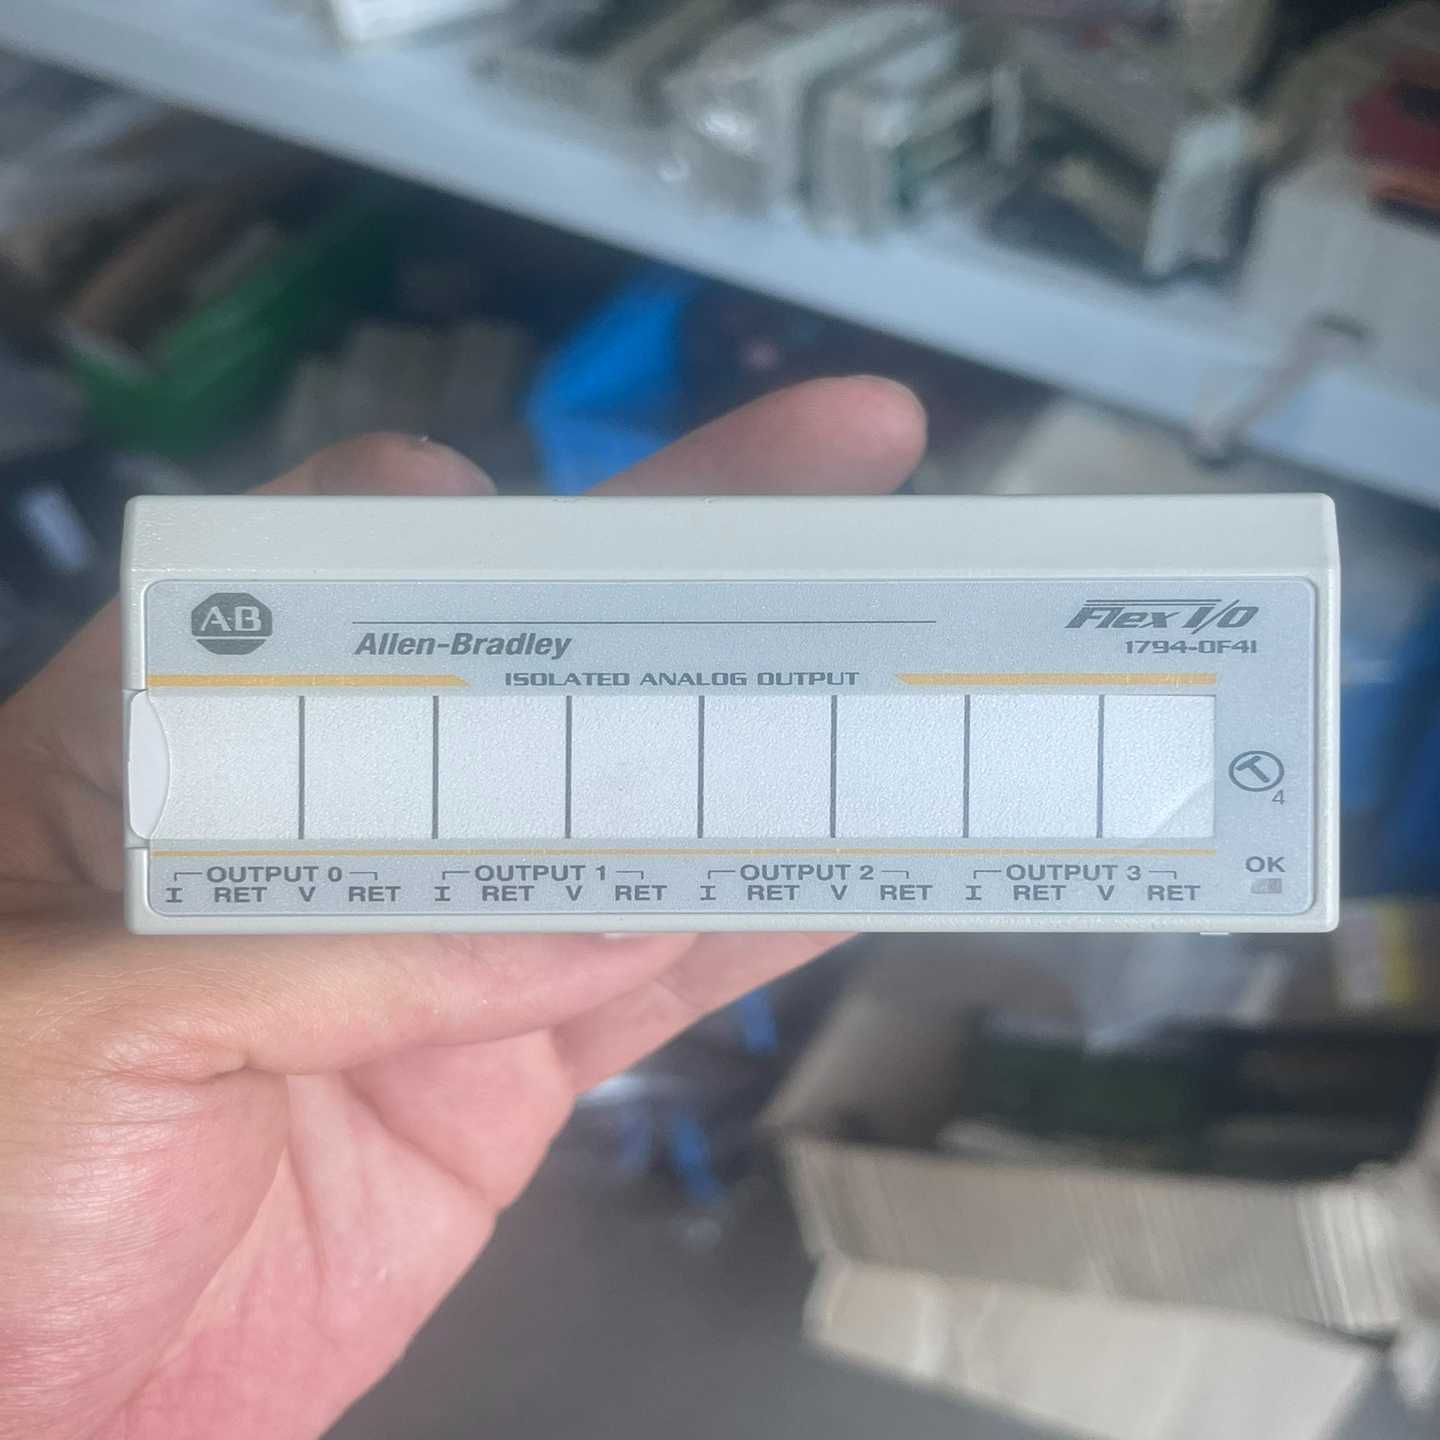 A-B
Allen-Bradley
Flex I/O
1794-OF4I
ISOLATED ANALOG OUTPUT
4
OUTPUT 0 OUTPUT 1 OUTPUT 2 OUTPUT 3 OK
I RET V RET I RET V RET I RET V RET I RET V RET